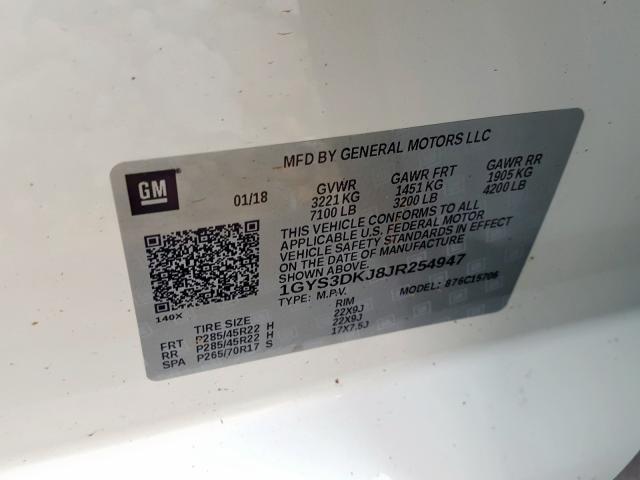 MFD BY GENERAL MOTORS LLC
GM
01/18
GVWR GAWR FRT GAWR RR
3221 KG 1451 KG 1905 KG
7100 LB 3200 LB 4200 LB
THIS VEHICLE CONFORMS TO ALL
APPLICABLE U.S. FEDERAL MOTOR
VEHICLE SAFETY STANDARDS IN EFFECT
ON THE DATE OF MANUFACTURE
SHOWN ABOVE.
1GYS3DKJ8JR254947
TYPE: M.P.V. MODEL: 876C15706
140X
TIRE SIZE RIM
FRT P285/45R22 H 22X9J
RR P285/45R22 H 22X9J
SPA P265/70R17 S 17X7.5J